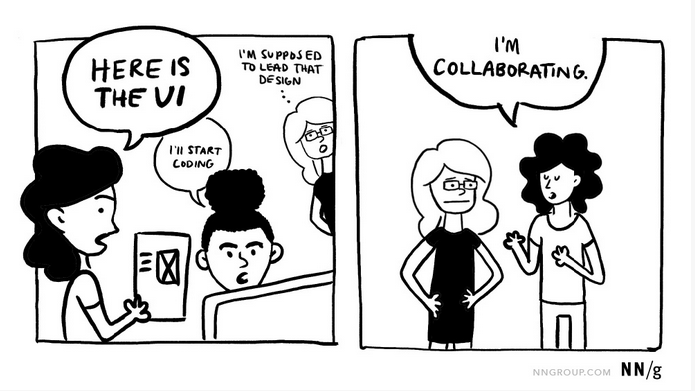 HERE IS
THE UI
I'll START
CODING
I'M SUPPOSED
TO LEAD THAT
DESIGN
I'M
COLLABORATING.
NNGROUP.COM NN/g